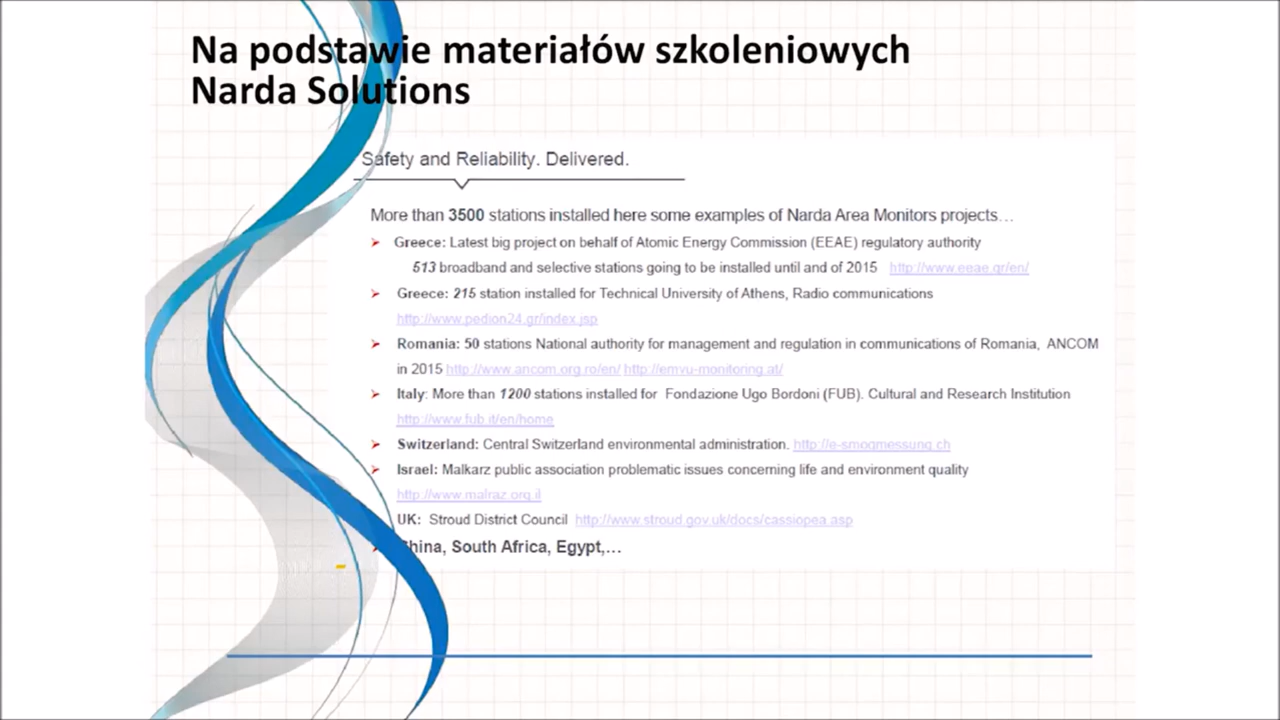 Na podstawie materiałów szkoleniowych
Narda Solutions
Safety and Reliability. Delivered.
More than 3500 stations installed here some examples of Narda Area Monitors projects…
Greece: Latest big project on behalf of Atomic Energy Commission (EEAE) regulatory authority
513 broadband and selective stations going to be installed until and of 2015 http://www.eeae.gr/en/
Greece: 215 station installed for Technical University of Athens, Radio communications
http://www.pedion24.gr/index.jsp
Romania: 50 stations National authority for management and regulation in communications of Romania, ANCOM
in 2015 http://www.ancom.org.ro/en/ http://emvu-monitoring.at/
Italy: More than 1200 stations installed for Fondazione Ugo Bordoni (FUB). Cultural and Research Institution
http://www.fub.it/en/home
Switzerland: Central Switzerland environmental administration. http://e-smogmessung.ch
Israel: Malkarz public association problematic issues concerning life and environment quality
http://www.malraz.org.il
UK: Stroud District Council http://www.stroud.gov.uk/docs/cassiopea.asp
China, South Africa, Egypt,…